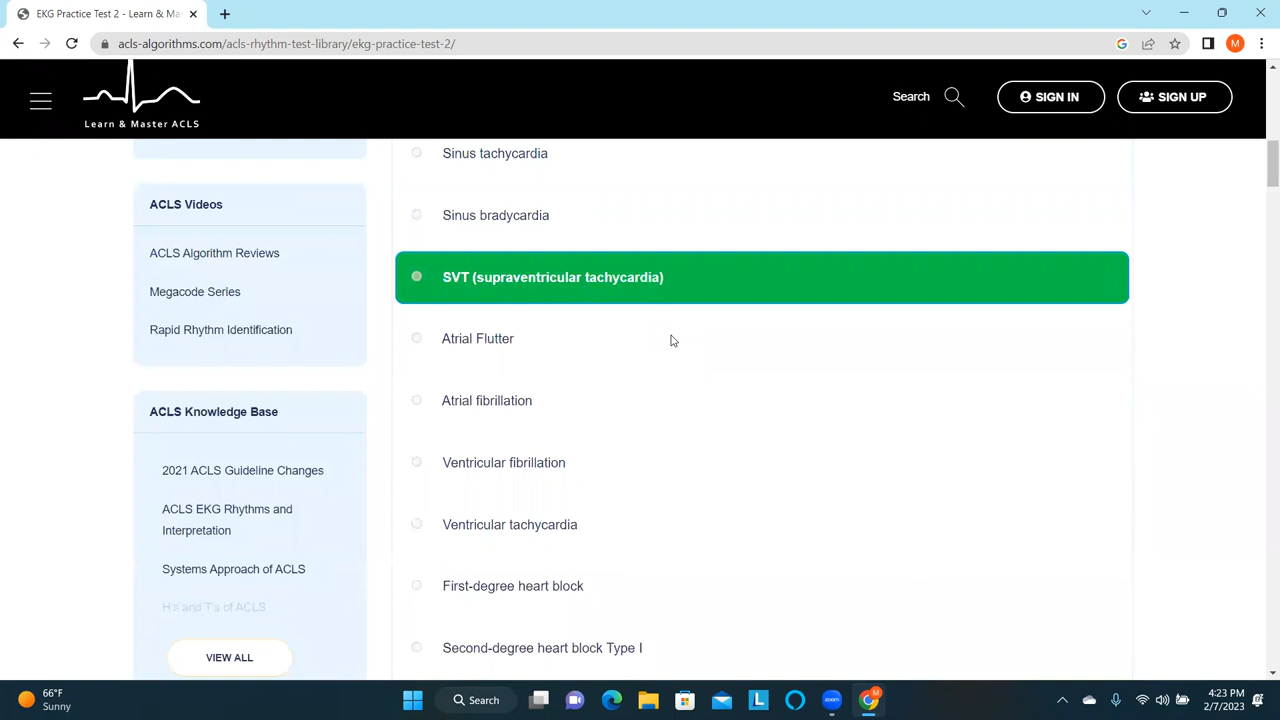 EKG Practice Test 2 - Learn & Ma
acls-algorithms.com/acls-rhythm-test-library/ekg-practice-test-2/
M
Learn & Master ACLS
Search
SIGN IN
SIGN UP
ACLS Videos
ACLS Algorithm Reviews
Megacode Series
Rapid Rhythm Identification
ACLS Knowledge Base
2021 ACLS Guideline Changes
ACLS EKG Rhythms and
Interpretation
Systems Approach of ACLS
H's and T's of ACLS
VIEW ALL
Sinus tachycardia
Sinus bradycardia
SVT (supraventricular tachycardia)
Atrial Flutter
Atrial fibrillation
Ventricular fibrillation
Ventricular tachycardia
First-degree heart block
Second-degree heart block Type I
66°F
Sunny
Search
L
zoom
M
4:23 PM
2/7/2023